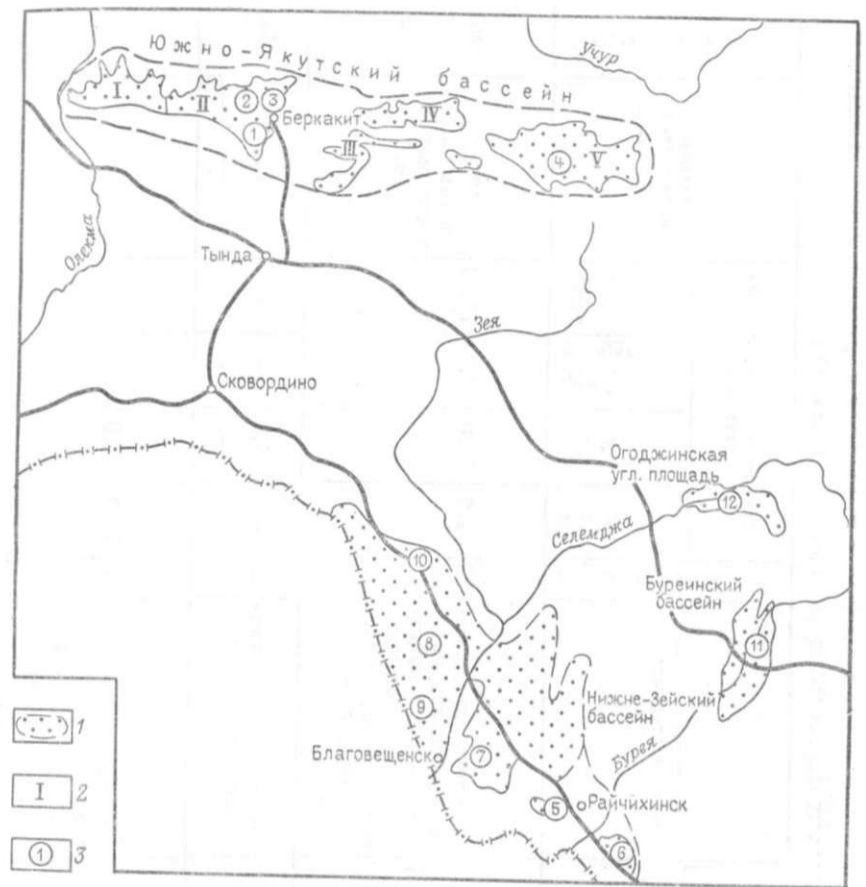 Южно-Якутский бассейн
Учур
I
II
2
3
IV
Беркакит
1
III
4
V
Олекма
Тында
Зея
Сковордино
Огоджинская
угл. площадь
12
Селемджа
10
Буреинский
бассейн
11
8
9
Нижне-Зейский
бассейн
Бурея
Благовещенск
7
5
Райчихинск
6
1
I 2
1 3